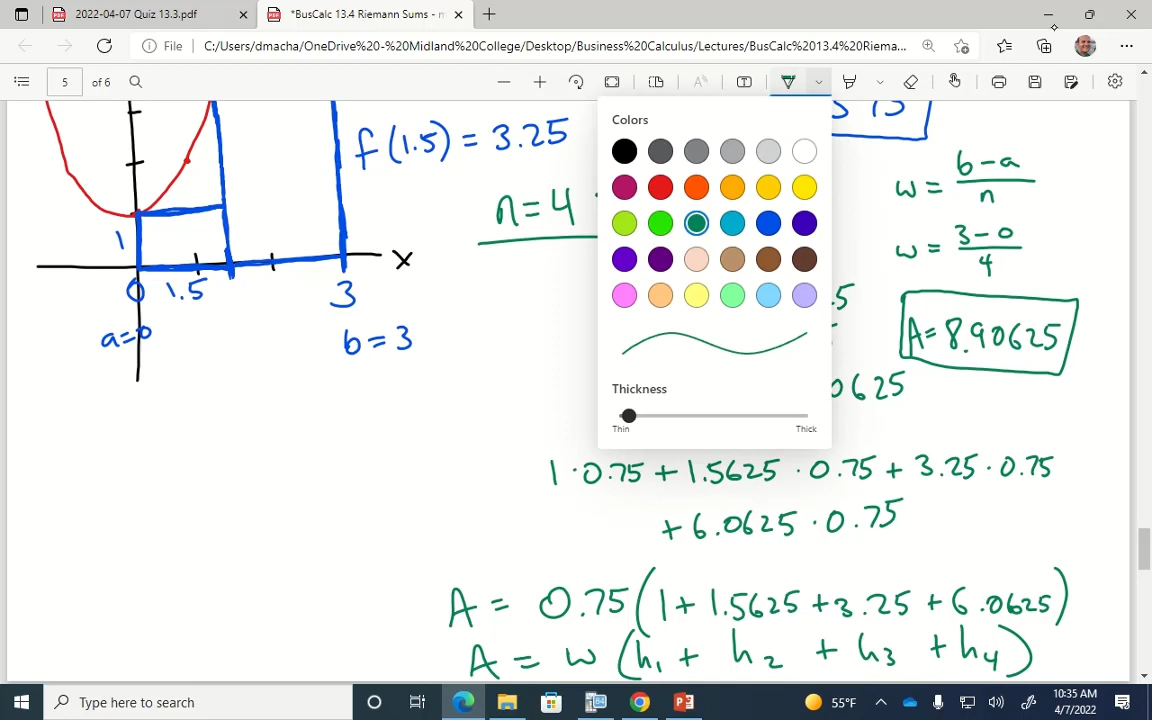 2022-04-07 Quiz 13.3.pdf
*BusCalc 13.4 Riemann Sums - m
File
C:/Users/dmacha/OneDrive%20-%20Midland%20College/Desktop/Business%20Calculus/Lectures/BusCalc%2013.4%20Riema...
5 of 6
Colors
Thickness
Thin Thick
f(1.5) = 3.25
n=4
w = b-a / n
w = 3-0 / 4
1
x
0 1.5 3
a=0
b=3
A=8.90625
0625
1·0.75 + 1.5625·0.75 + 3.25·0.75
+6.0625·0.75
A = 0.75(1+1.5625+3.25+6.0625)
A = w (h1 + h2 + h3 + h4)
Type here to search
55°F
10:35 AM
4/7/2022